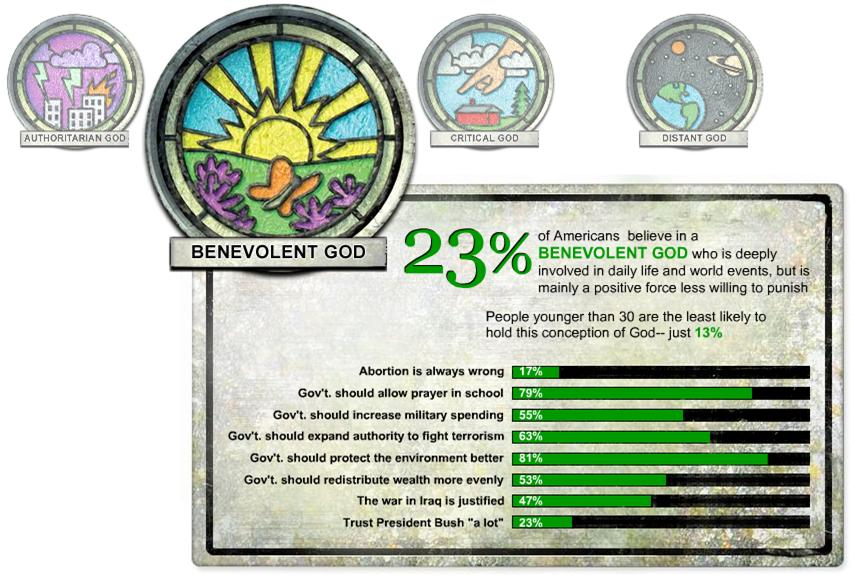 AUTHORITARIAN GOD
BENEVOLENT GOD
CRITICAL GOD
DISTANT GOD
23% of Americans believe in a
BENEVOLENT GOD who is deeply
involved in daily life and world events, but is
mainly a positive force less willing to punish
People younger than 30 are the least likely to
hold this conception of God-- just 13%
Abortion is always wrong 17%
Gov't. should allow prayer in school 79%
Gov't. should increase military spending 55%
Gov't. should expand authority to fight terrorism 63%
Gov't. should protect the environment better 81%
Gov't. should redistribute wealth more evenly 53%
The war in Iraq is justified 47%
Trust President Bush "a lot" 23%